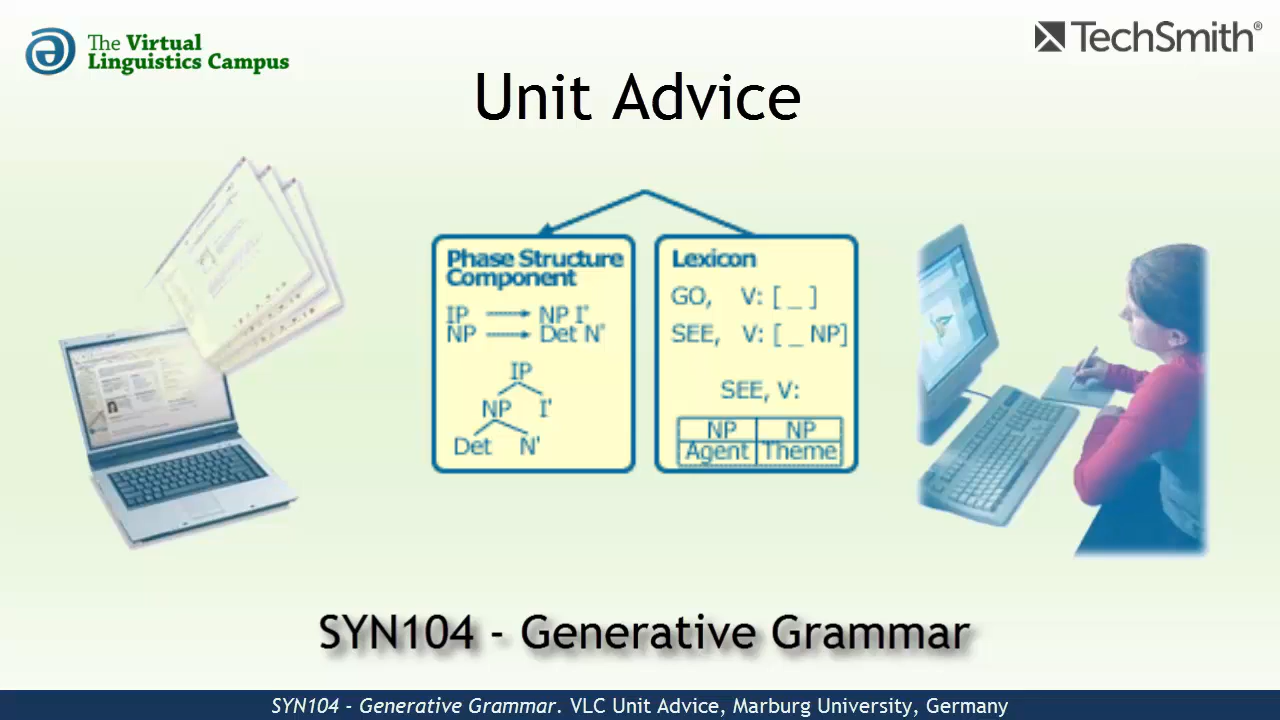 The Virtual
Linguistics Campus
TechSmith®
Unit Advice
Phase Structure
Component
IP → NP I'
NP → Det N'
IP
NP I'
Det N'
Lexicon
GO, V: [ _ ]
SEE, V: [ _ NP]
SEE, V:
NP NP
Agent Theme
SYN104 - Generative Grammar
SYN104 - Generative Grammar. VLC Unit Advice, Marburg University, Germany